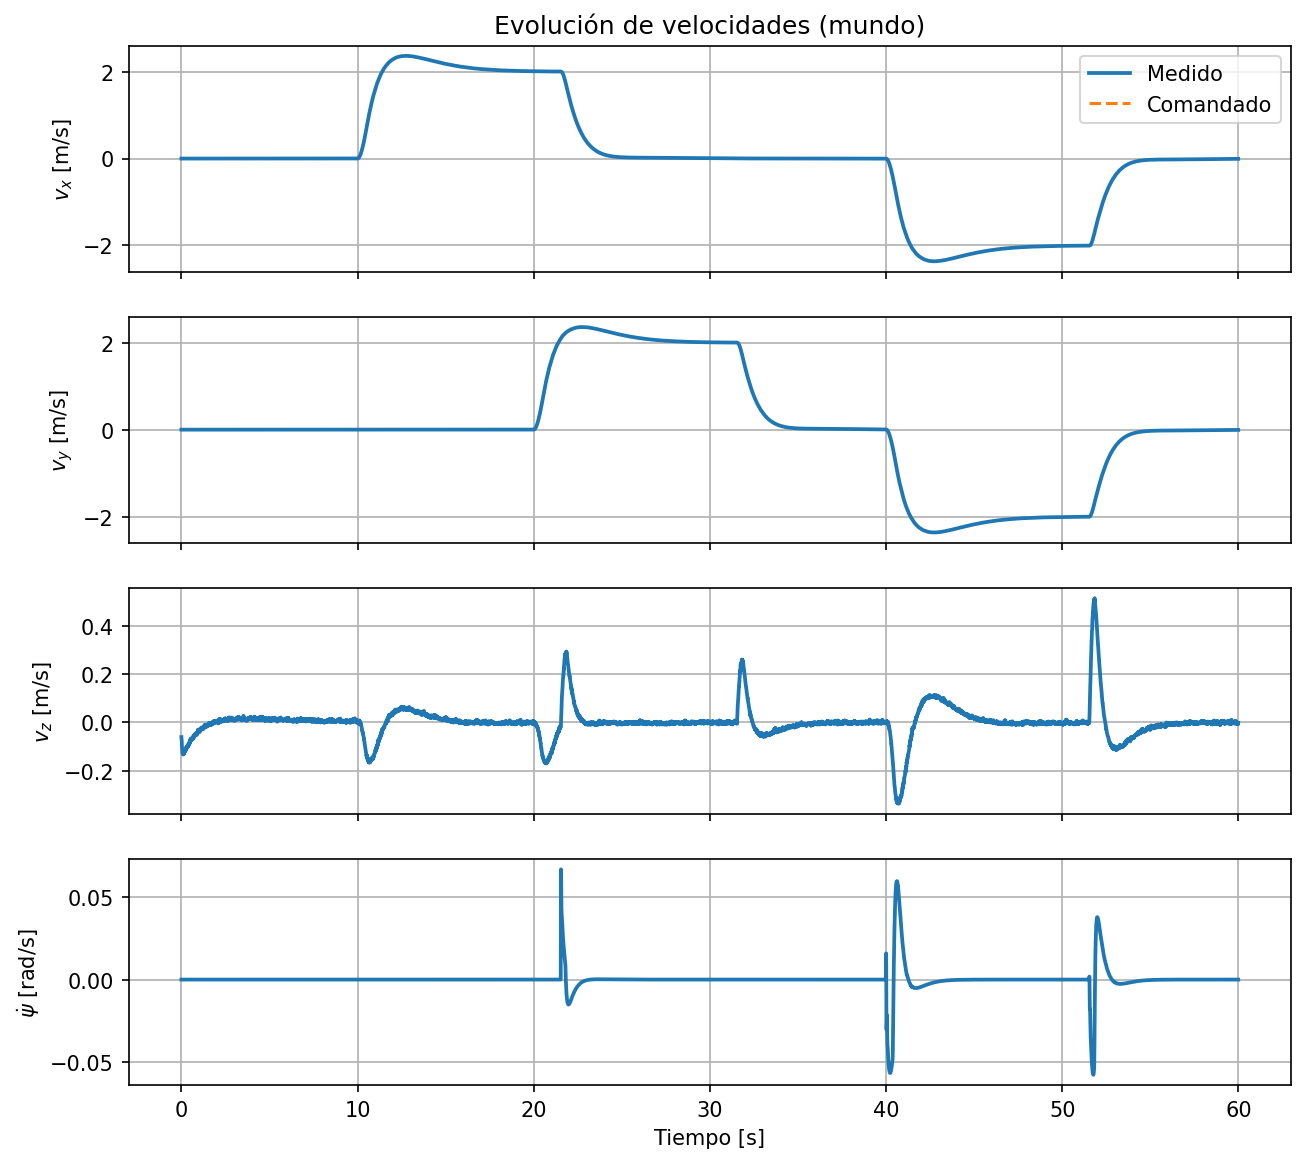 Evolución de velocidades (mundo)
Medido
Comandado
2
0
−2
v_x [m/s]
2
0
−2
v_y [m/s]
0.4
0.2
0.0
−0.2
v_z [m/s]
0.05
0.00
−0.05
ψ̇ [rad/s]
0 10 20 30 40 50 60
Tiempo [s]